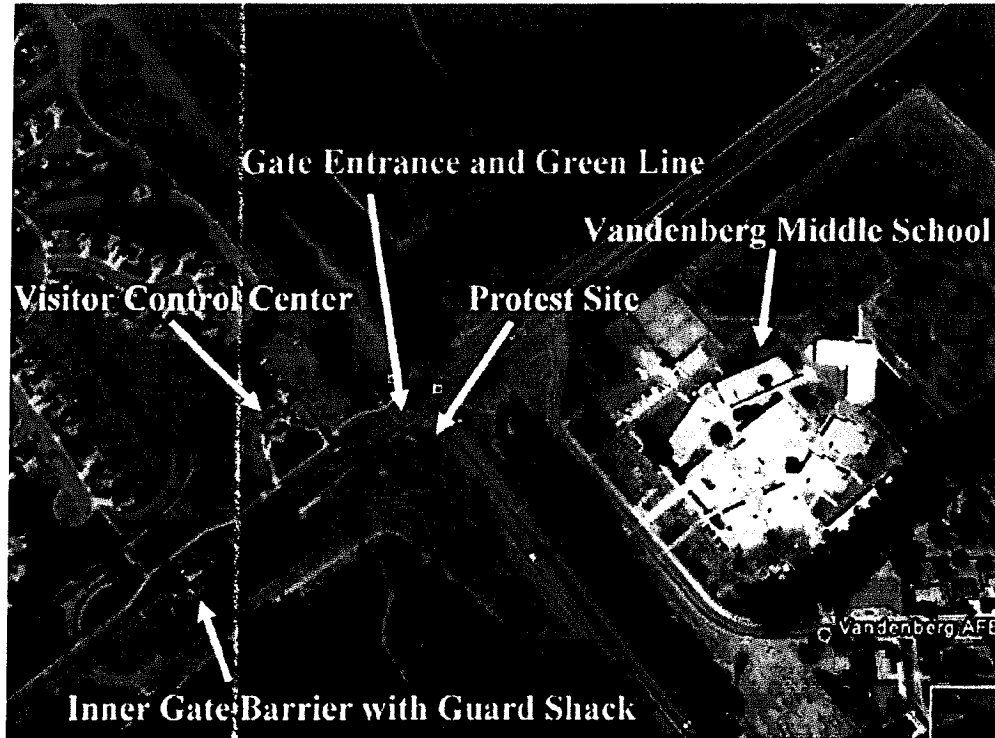 Gate Entrance and Green Line
Vandenberg Middle School
Visitor Control Center
Protest Site
Vandenberg AFB
Inner Gate Barrier with Guard Shack